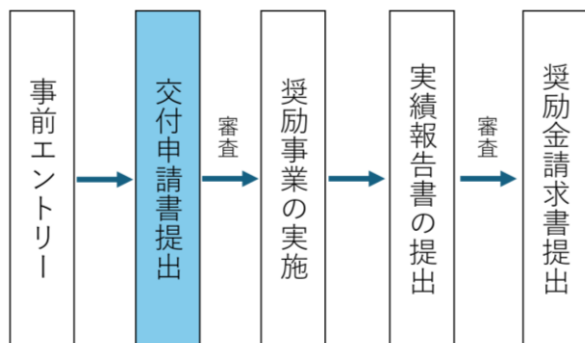 事前エントリー
交付申請書提出
審査
奨励事業の実施
実績報告書の提出
審査
奨励金請求書提出